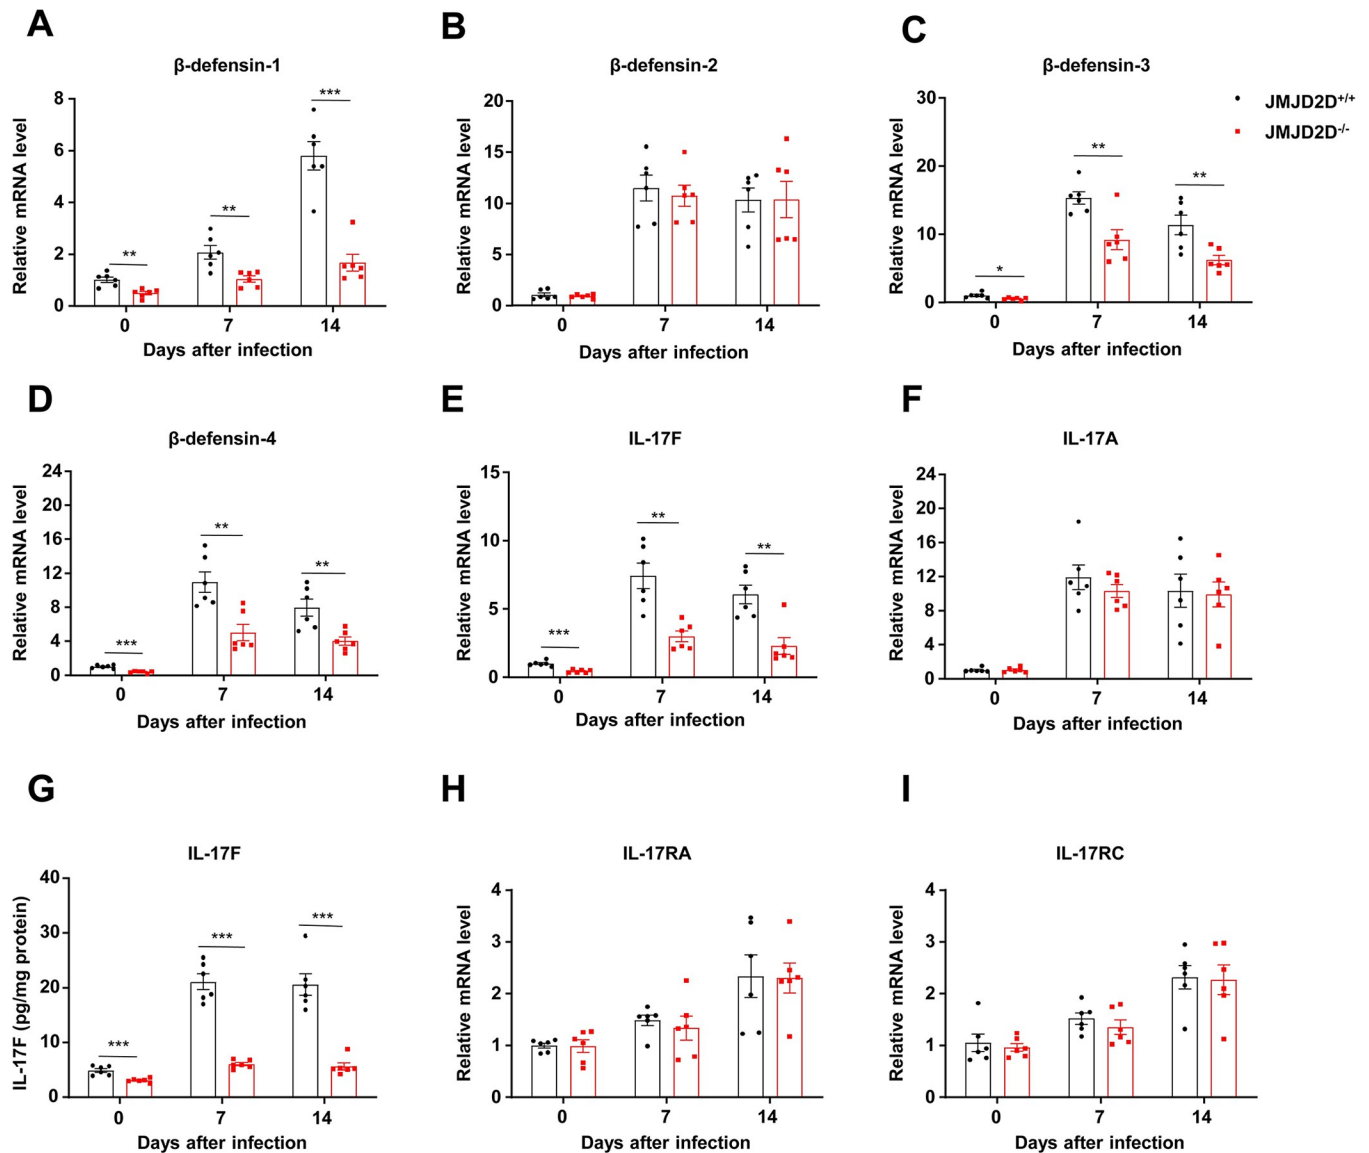 A
β-defensin-1
Relative mRNA level
8
6
4
2
0
**
**
***
0 7 14
Days after infection
B
β-defensin-2
Relative mRNA level
20
15
10
5
0
0 7 14
Days after infection
C
β-defensin-3
Relative mRNA level
30
20
10
0
*
**
**
0 7 14
Days after infection
JMJD2D+/+
JMJD2D-/-
D
β-defensin-4
Relative mRNA level
24
20
16
12
8
4
0
***
**
**
0 7 14
Days after infection
E
IL-17F
Relative mRNA level
15
10
5
0
***
**
**
0 7 14
Days after infection
F
IL-17A
Relative mRNA level
24
20
16
12
8
4
0
0 7 14
Days after infection
G
IL-17F
IL-17F (pg/mg protein)
40
30
20
10
0
***
***
***
0 7 14
Days after infection
H
IL-17RA
Relative mRNA level
4
3
2
1
0
0 7 14
Days after infection
I
IL-17RC
Relative mRNA level
4
3
2
1
0
0 7 14
Days after infection